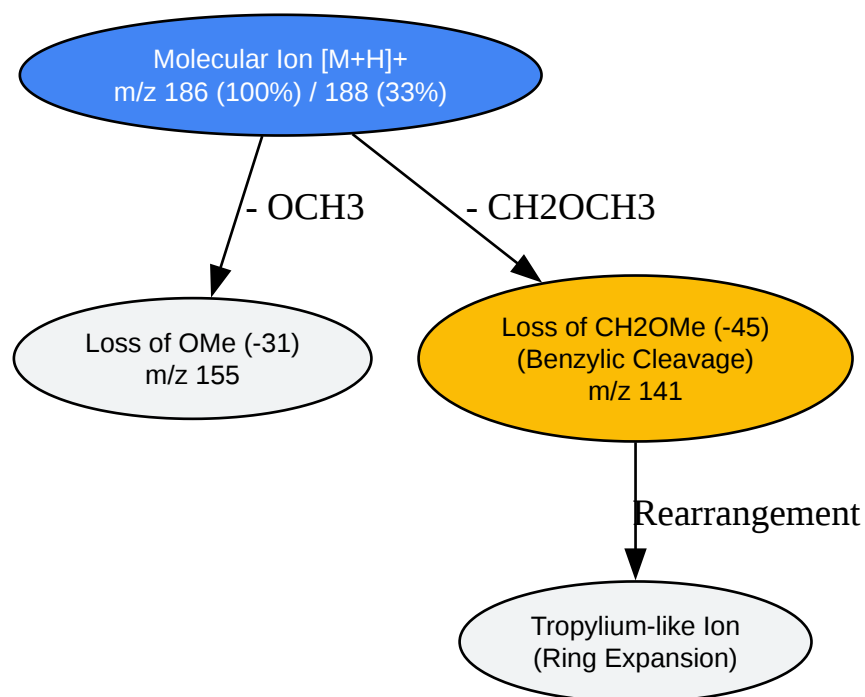 Molecular Ion [M+H]+
m/z 186 (100%) / 188 (33%)
- OCH3
- CH2OCH3
Loss of OMe (-31)
m/z 155
Loss of CH2OMe (-45)
(Benzylic Cleavage)
m/z 141
Rearrangement
Tropylium-like Ion
(Ring Expansion)